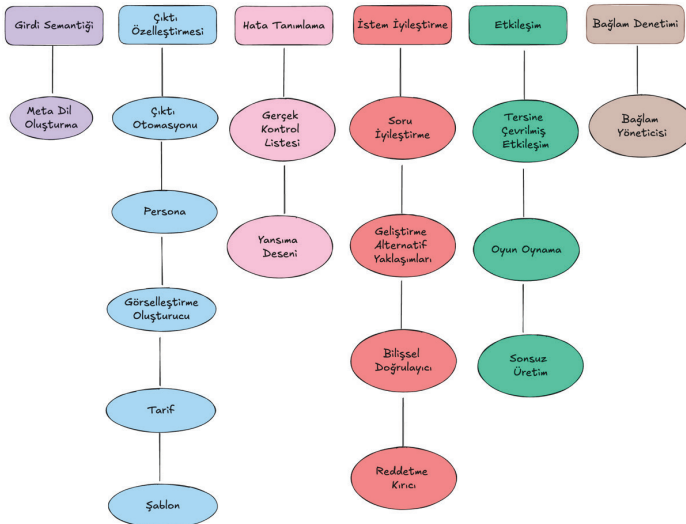 Girdi Semantiği
Çıktı
Özelleştirmesi
Hata Tanımlama
İstem İyileştirme
Etkileşim
Bağlam Denetimi
Meta Dil
Oluşturma
Çıktı
Otomasyonu
Persona
Görselleştirme
Oluşturucu
Tarif
Şablon
Gerçek
Kontrol
Listesi
Yansıma
Deseni
Soru
İyileştirme
Geliştirme
Alternatif
Yaklaşımları
Bilişsel
Doğrulayıcı
Reddetme
Kırıcı
Tersine
Çevrilmiş
Etkileşim
Oyun Oynama
Sonsuz
Üretim
Bağlam
Yöneticisi